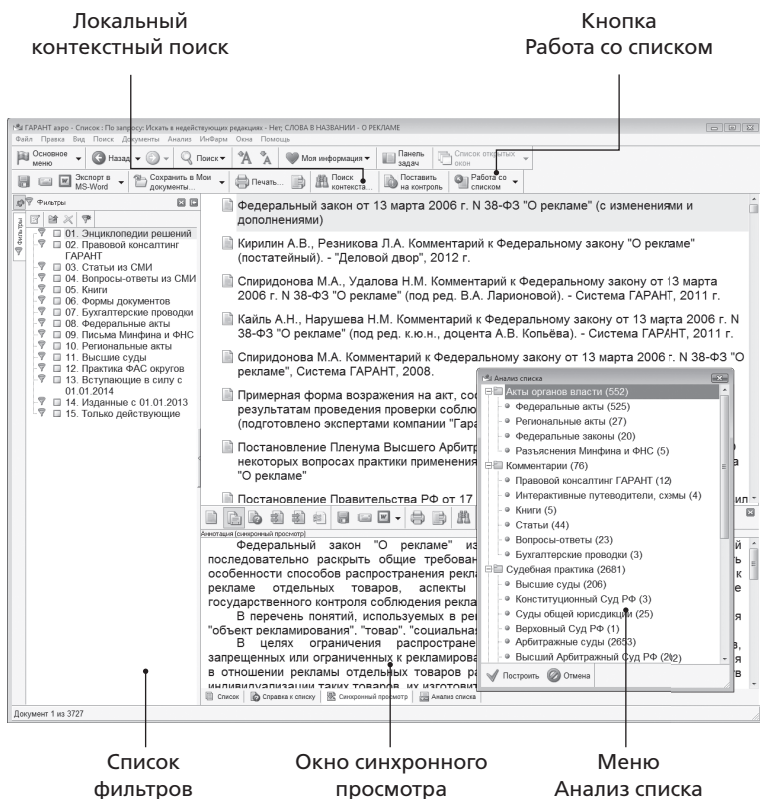 Локальный
контекстный поиск
Кнопка
Работа со списком
ГАРАНТ аэро - Список : По запросу: Искать в недействующих редакциях - Нет; СЛОВА В НАЗВАНИИ - О РЕКЛАМЕ
Файл Правка Вид Поиск Документы Анализ ИнФарм Окна Помощь
Основное меню
Назад
Поиск
Моя информация
Панель задач
Список открытых окон
Экспорт в MS-Word
Сохранить в Мои документы...
Печать...
Поиск контекста...
Поставить на контроль
Работа со списком
Фильтры
Фильтры
01. Энциклопедии решений
02. Правовой консалтинг
ГАРАНТ
03. Статьи из СМИ
04. Вопросы-ответы из СМИ
05. Книги
06. Формы документов
07. Бухгалтерские проводки
08. Федеральные акты
09. Письма Минфина и ФНС
10. Региональные акты
11. Высшие суды
12. Практика ФАС округов
13. Вступающие в силу с
01.01.2014
14. Изданные с 01.01.2013
15. Только действующие
Федеральный закон от 13 марта 2006 г. N 38-ФЗ "О рекламе" (с изменениями и
дополнениями)
Кирилин А.В., Резникова Л.А. Комментарий к Федеральному закону "О рекламе"
(постатейный). - "Деловой двор", 2012 г.
Спиридонова М.А., Удалова Н.М. Комментарий к Федеральному закону от 13 марта
2006 г. N 38-ФЗ "О рекламе" (под ред. В.А. Ларионовой). - Система ГАРАНТ, 2011 г.
Кайль А.Н., Нарушева Н.М. Комментарий к Федеральному закону от 13 марта 2006 г. N
38-ФЗ "О рекламе" (под ред. к.ю.н., доцента А.В. Копьёва). - Система ГАРАНТ, 2011 г.
Спиридонова М.А. Комментарий к Федеральному закону от 13 марта 2006 г. N 38-ФЗ "О
рекламе", Система ГАРАНТ, 2008.
Примерная форма возражения на акт, сос
результатам проведения проверки соблю
(подготовлено экспертами компании "Гара
Постановление Пленума Высшего Арбитр
некоторых вопросах практики применения
"О рекламе"
Постановление Правительства РФ от 17
Анализ списка
Акты органов власти (552)
Федеральные акты (525)
Региональные акты (27)
Федеральные законы (20)
Разъяснения Минфина и ФНС (5)
Комментарии (76)
Правовой консалтинг ГАРАНТ (12)
Интерактивные путеводители, схемы (4)
Книги (5)
Статьи (44)
Вопросы-ответы (23)
Бухгалтерские проводки (3)
Судебная практика (2681)
Высшие суды (206)
Конституционный Суд РФ (3)
Суды общей юрисдикции (25)
Верховный Суд РФ (1)
Арбитражные суды (2653)
Высший Арбитражный Суд РФ (202)
Построить Отмена
Аннотация (синхронный просмотр)
Федеральный закон "О рекламе" из
последовательно раскрыть общие требован
особенности способов распространения рекла
рекламе отдельных товаров, аспекты
государственного контроля соблюдения рекла
В перечень понятий, используемых в ре
"объект рекламирования", "товар", "социальная
В целях ограничения распростране
запрещенных или ограниченных к рекламирова
в отношении рекламы отдельных товаров ра
индивидуализации таких товаров, их изготовит
Список Справка к списку Синхронный просмотр Анализ списка
Документ 1 из 3727
Список
фильтров
Окно синхронного
просмотра
Меню
Анализ списка